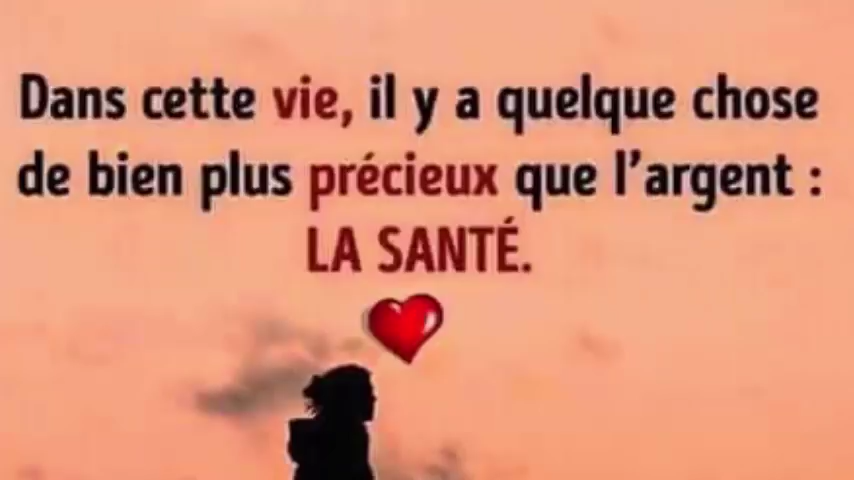 Dans cette vie, il y a quelque chose
de bien plus précieux que l’argent :
LA SANTÉ.